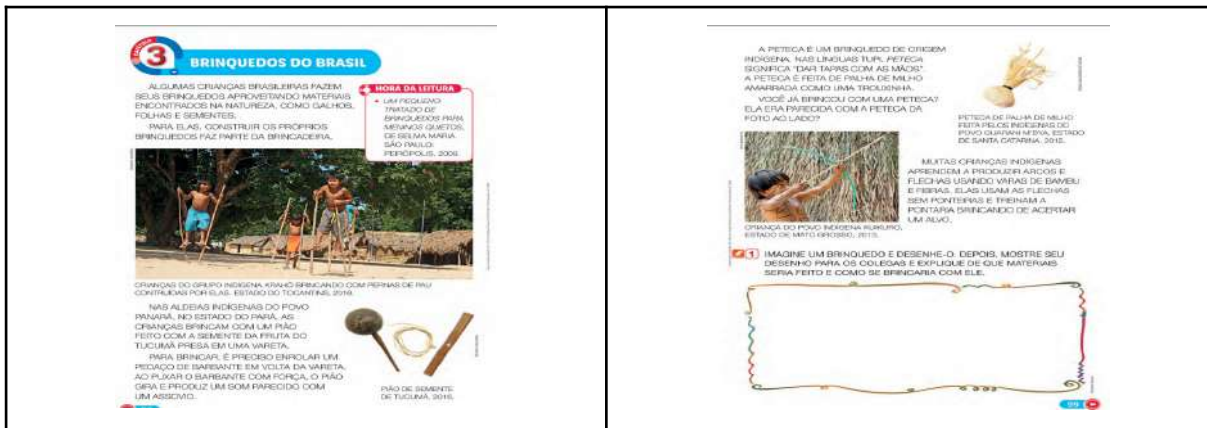 3
BRINQUEDOS DO BRASIL
ALGUMAS CRIANÇAS BRASILEIRAS FAZEM
SEUS BRINQUEDOS APROVEITANDO MATERIAIS
ENCONTRADOS NA NATUREZA, COMO GALHOS,
FOLHAS E SEMENTES.
PARA ELAS, CONSTRUIR OS PRÓPRIOS
BRINQUEDOS FAZ PARTE DA BRINCADEIRA.
HORA DA LEITURA
• UM PEQUENO
TRATADO DE
BRINQUEDOS PARA
MENINOS QUIETOS,
DE SELMA MARIA.
SÃO PAULO:
PEIRÓPOLIS, 2009.
CRIANÇAS DO GRUPO INDÍGENA KRAHÔ BRINCANDO COM PERNAS DE PAU
CONTRUÍDAS POR ELAS. ESTADO DO TOCANTINS, 2016.
NAS ALDEIAS INDÍGENAS DO POVO
PANARÁ, NO ESTADO DO PARÁ, AS
CRIANÇAS BRINCAM COM UM PIÃO
FEITO COM A SEMENTE DA FRUTA DO
TUCUMÃ PRESA EM UMA VARETA.
PARA BRINCAR, É PRECISO ENROLAR UM
PEDAÇO DE BARBANTE EM VOLTA DA VARETA.
AO PUXAR O BARBANTE COM FORÇA, O PIÃO
GIRA E PRODUZ UM SOM PARECIDO COM
UM ASSOVIO.
PIÃO DE SEMENTE
DE TUCUMÃ, 2016.
A PETECA É UM BRINQUEDO DE ORIGEM
INDÍGENA. NAS LÍNGUAS TUPI, PETECA
SIGNIFICA "DAR TAPAS COM AS MÃOS".
A PETECA É FEITA DE PALHA DE MILHO
AMARRADA COMO UMA TROUXINHA.
VOCÊ JÁ BRINCOU COM UMA PETECA?
ELA ERA PARECIDA COM A PETECA DA
FOTO AO LADO?
PETECA DE PALHA DE MILHO
FEITA PELOS INDÍGENAS DO
POVO GUARANI M'BYA, ESTADO
DE SANTA CATARINA, 2015.
MUITAS CRIANÇAS INDÍGENAS
APRENDEM A PRODUZIR ARCOS E
FLECHAS USANDO VARAS DE BAMBU
E FIBRAS. ELAS USAM AS FLECHAS
SEM PONTEIRAS E TREINAM A
PONTARIA BRINCANDO DE ACERTAR
UM ALVO.
CRIANÇA DO POVO INDÍGENA KUIKURO,
ESTADO DE MATO GROSSO, 2013.
1 IMAGINE UM BRINQUEDO E DESENHE-O. DEPOIS, MOSTRE SEU
DESENHO PARA OS COLEGAS E EXPLIQUE DE QUE MATERIAIS
SERIA FEITO E COMO SE BRINCARIA COM ELE.